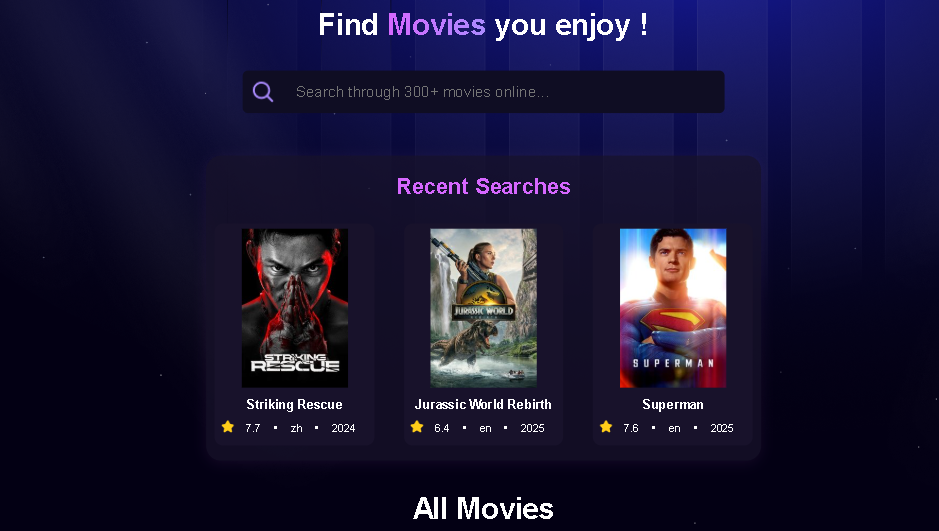 Find Movies you enjoy !
Search through 300+ movies online...
Recent Searches
STRIKING
RESCUE
JURASSIC WORLD
REBIRTH
SUPERMAN
Striking Rescue
Jurassic World Rebirth
Superman
7.7 • zh • 2024
6.4 • en • 2025
7.6 • en • 2025
All Movies